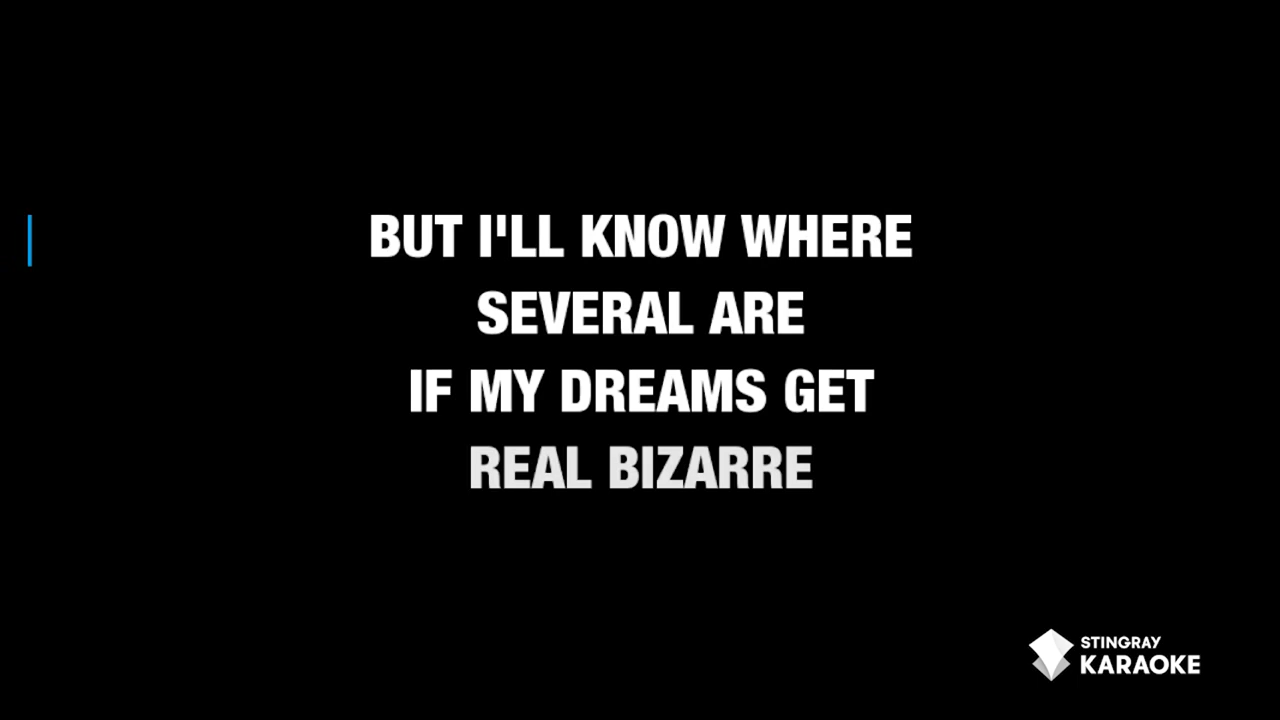 BUT I'LL KNOW WHERE
SEVERAL ARE
IF MY DREAMS GET
REAL BIZARRE
STINGRAY
KARAOKE